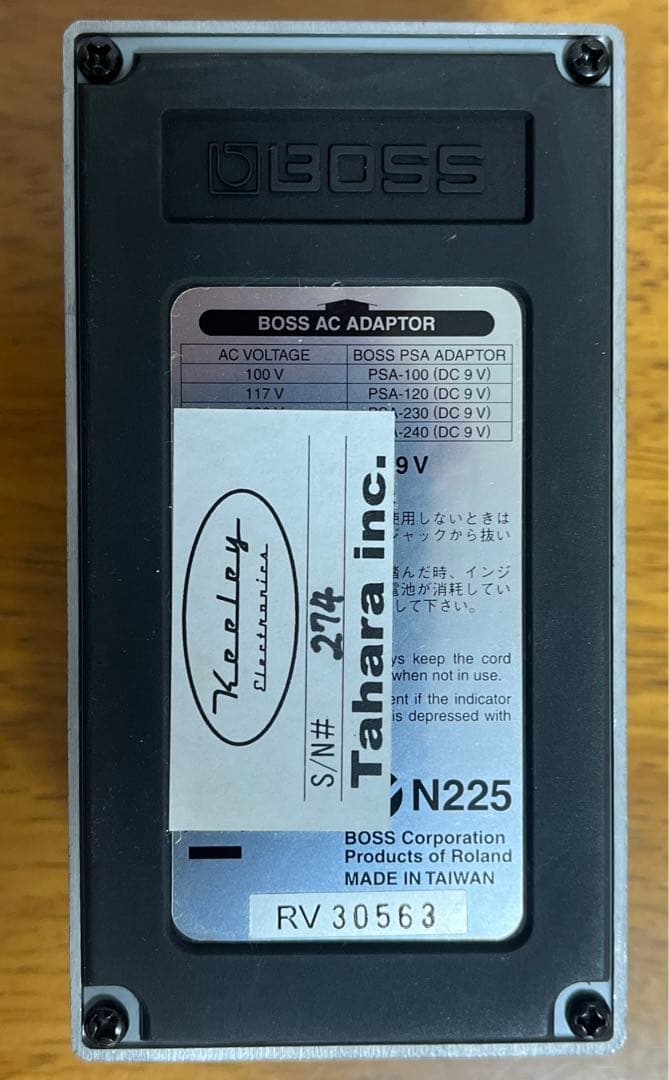 BOSS
BOSS AC ADAPTOR
AC VOLTAGE BOSS PSA ADAPTOR
100 V PSA-100 (DC 9 V)
117 V PSA-120 (DC 9 V)
-230 (DC 9 V)
-240 (DC 9 V)
9 V
使用しないときは
ジャックから抜い
踏んだ時、インジ
電池が消耗してい
して下さい。
keep the cord
when not in use.
if the indicator
is depressed with
Keeley
Electronics
S/N# 274
Tahara inc.
N225
BOSS Corporation
Products of Roland
MADE IN TAIWAN
RV 30563